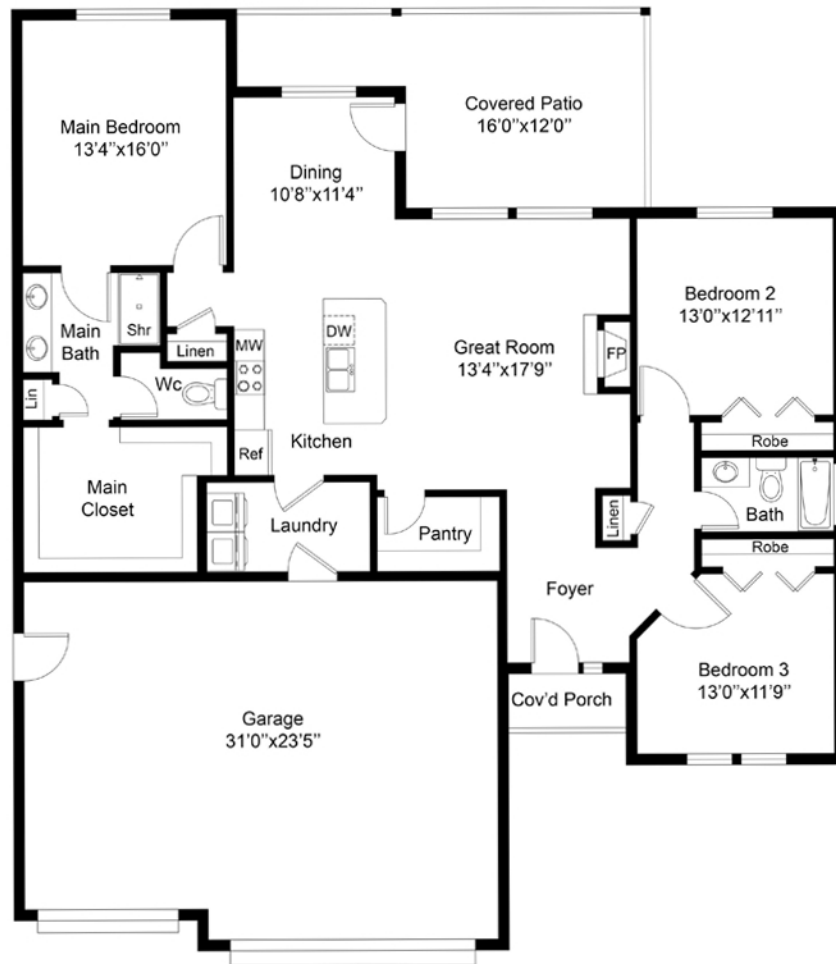 Main Bedroom
13'4"x16'0"
Covered Patio
16'0"x12'0"
Dining
10'8"x11'4"
Bedroom 2
13'0"x12'11"
Main
Bath
Shr
Linen
MW
DW
Great Room
13'4"x17'9"
FP
Wc
Lin
Ref
Kitchen
Robe
Main
Closet
Laundry
Pantry
Linen
Bath
Robe
Foyer
Bedroom 3
13'0"x11'9"
Cov'd Porch
Garage
31'0"x23'5"